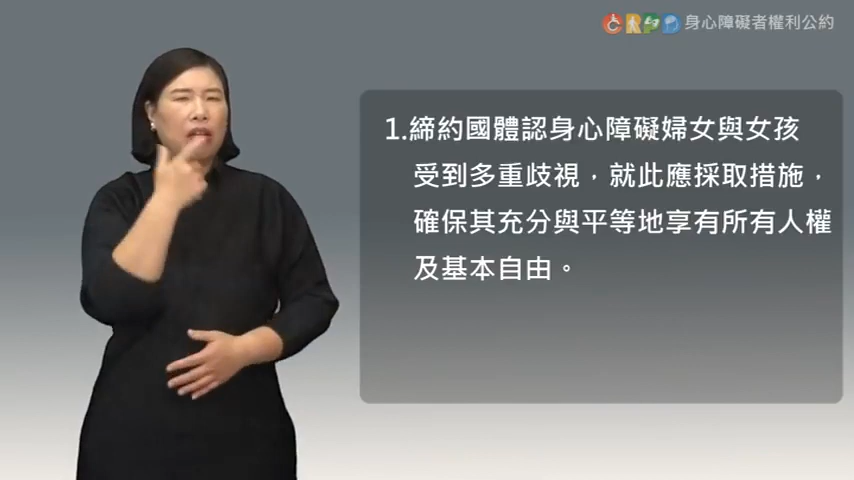 CRPD 身心障礙者權利公約
1.締約國體認身心障礙婦女與女孩
受到多重歧視，就此應採取措施，
確保其充分與平等地享有所有人權
及基本自由。